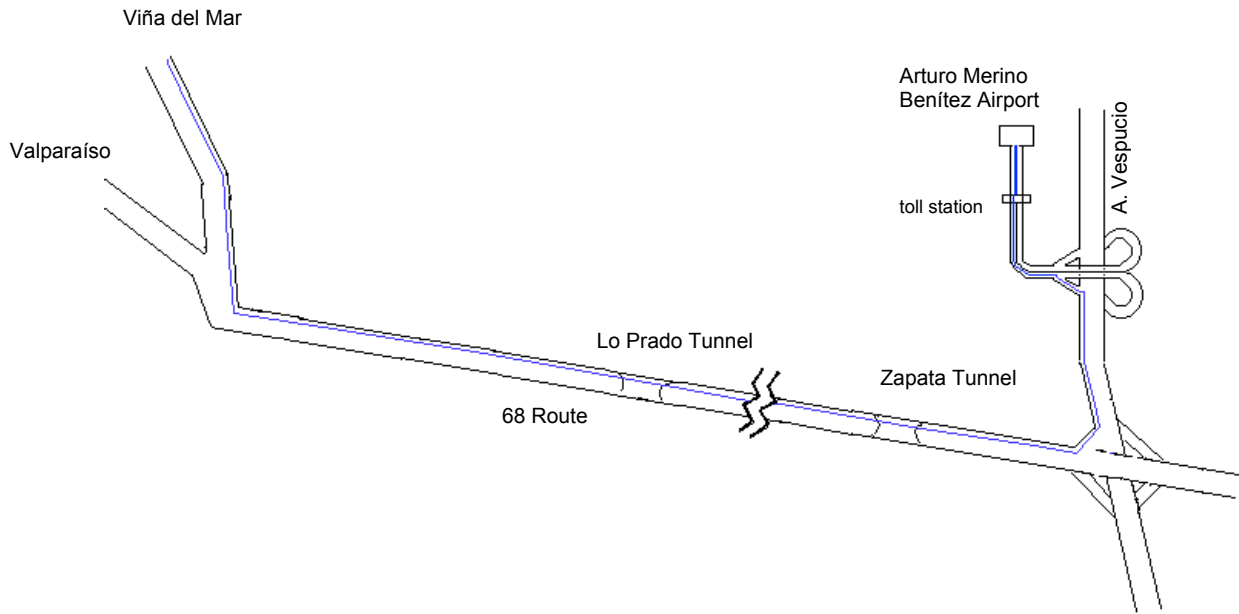 Viña del Mar
Arturo Merino
Benítez Airport
A. Vespucio
Valparaíso
toll station
Lo Prado Tunnel
Zapata Tunnel
68 Route